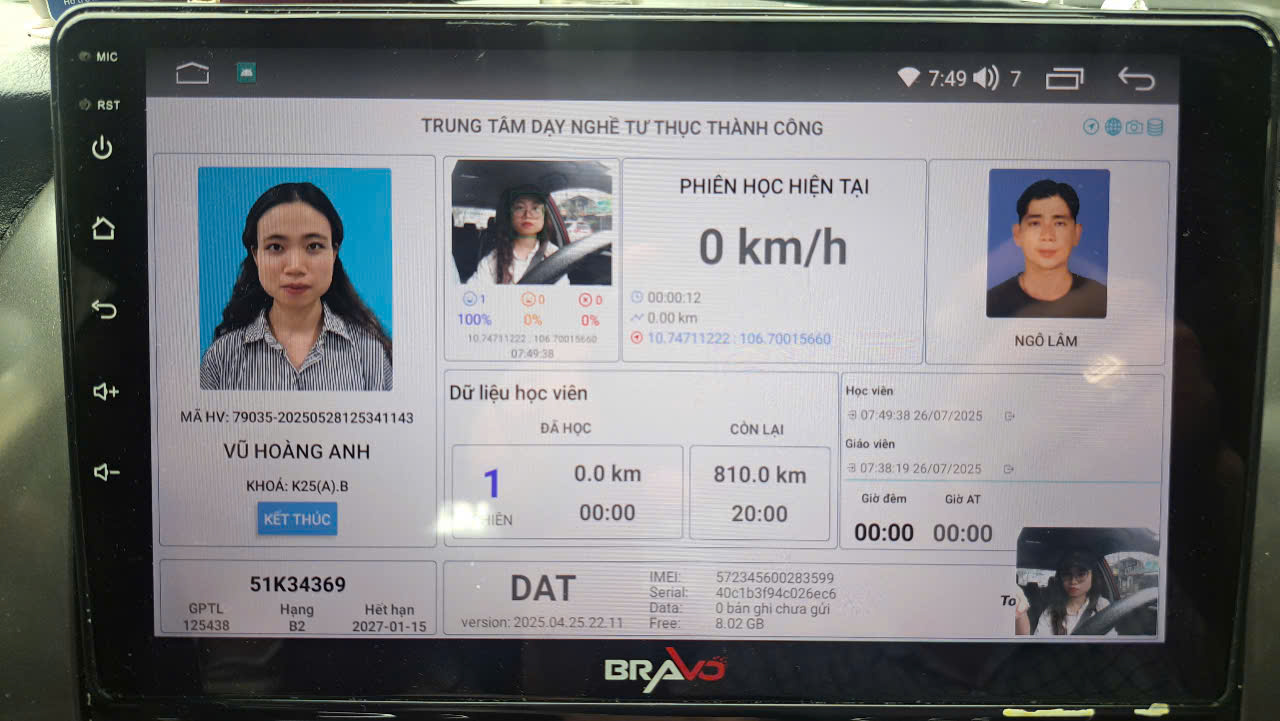 MIC
RST
7:49
7
TRUNG TÂM DẠY NGHỀ TƯ THỤC THÀNH CÔNG
MÃ HV: 79035-20250528125341143
VŨ HOÀNG ANH
KHOÁ: K25(A).B
KẾT THÚC
1 0 0
100% 0% 0%
10.74711222 : 106.70015660
07:49:38
PHIÊN HỌC HIỆN TẠI
0 km/h
00:00:12
0.00 km
10.74711222 : 106.70015660
NGÔ LÂM
Dữ liệu học viên
ĐÃ HỌC
CÒN LẠI
1
0.0 km
00:00
810.0 km
20:00
Học viên
07:49:38 26/07/2025
Giáo viên
07:38:19 26/07/2025
Giờ đêm Giờ AT
00:00 00:00
51K34369
GPTL Hạng Hết hạn
125438 B2 2027-01-15
DAT
version: 2025.04.25.22.11
IMEI: 572345600283599
Serial: 40c1b3f94c026ec6
Data: 0 bản ghi chưa gửi
Free: 8.02 GB
BRAVO